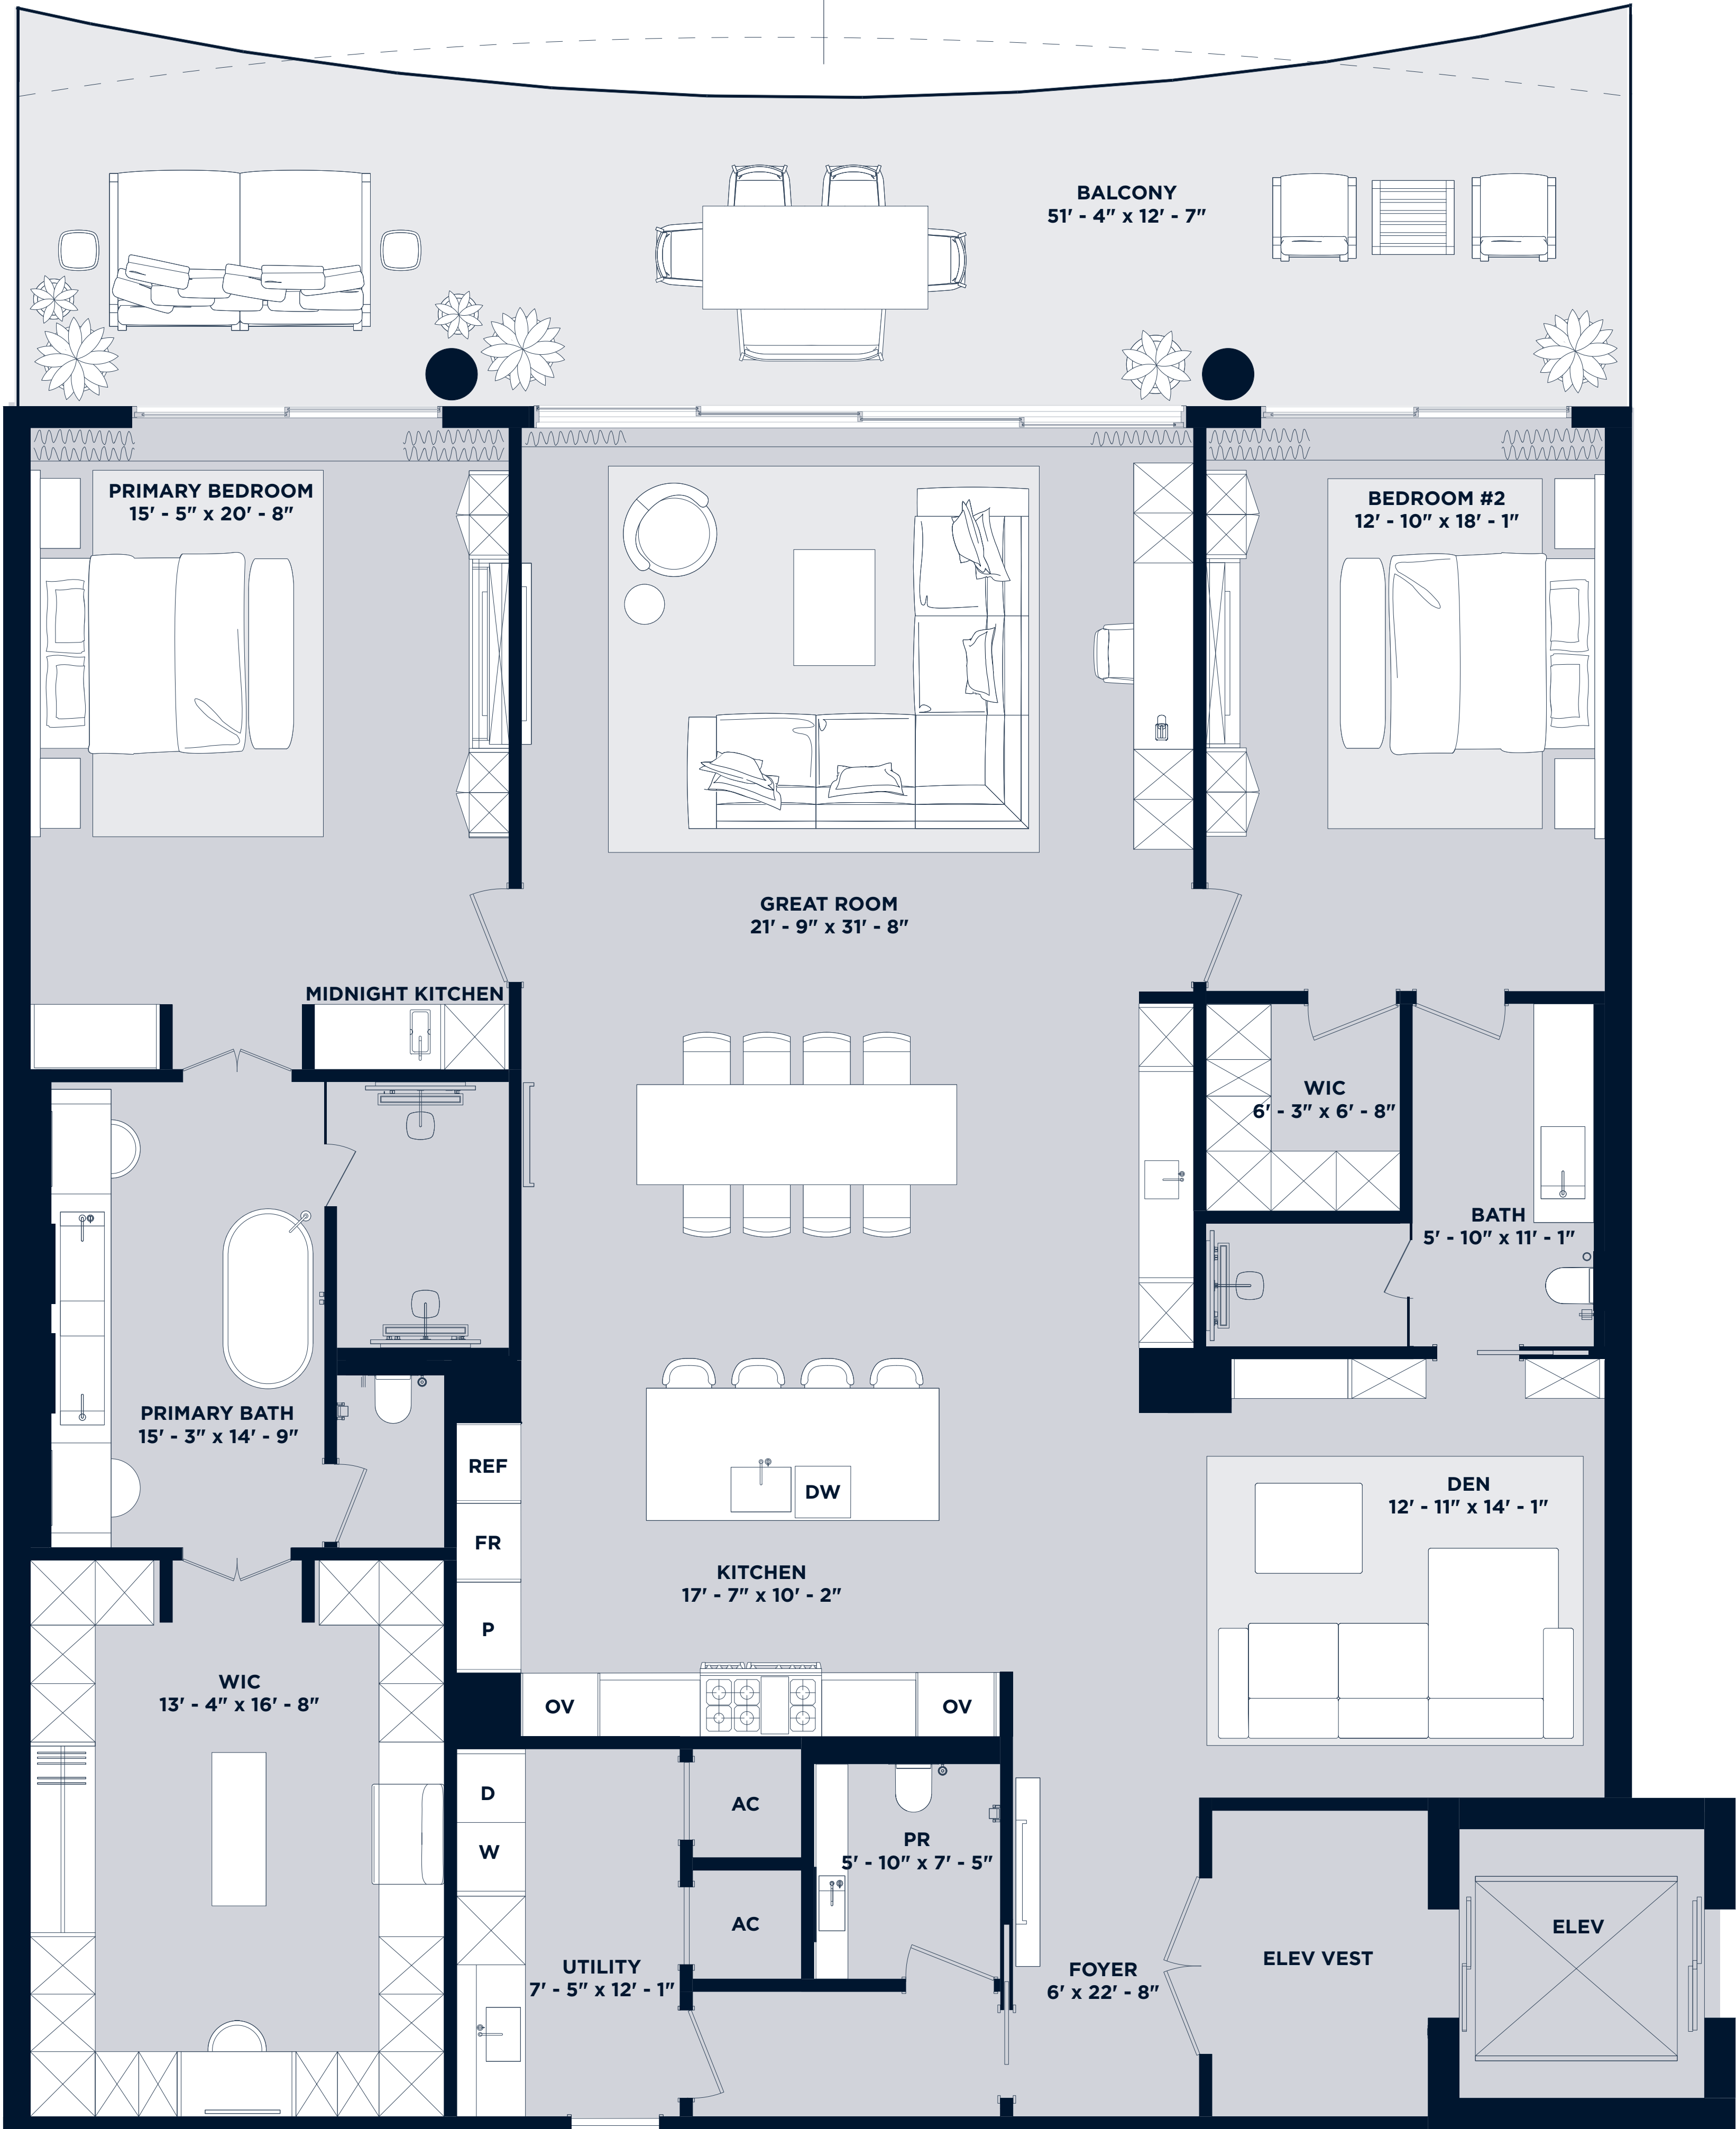 BALCONY
51' - 4" x 12' - 7"
PRIMARY BEDROOM
15' - 5" x 20' - 8"
BEDROOM #2
12' - 10" x 18' - 1"
GREAT ROOM
21' - 9" x 31' - 8"
MIDNIGHT KITCHEN
WIC
6' - 3" x 6' - 8"
BATH
5' - 10" x 11' - 1"
PRIMARY BATH
15' - 3" x 14' - 9"
REF
FR
P
DW
DEN
12' - 11" x 14' - 1"
KITCHEN
17' - 7" x 10' - 2"
WIC
13' - 4" x 16' - 8"
OV
OV
D
W
AC
AC
PR
5' - 10" x 7' - 5"
UTILITY
7' - 5" x 12' - 1"
FOYER
6' x 22' - 8"
ELEV VEST
ELEV